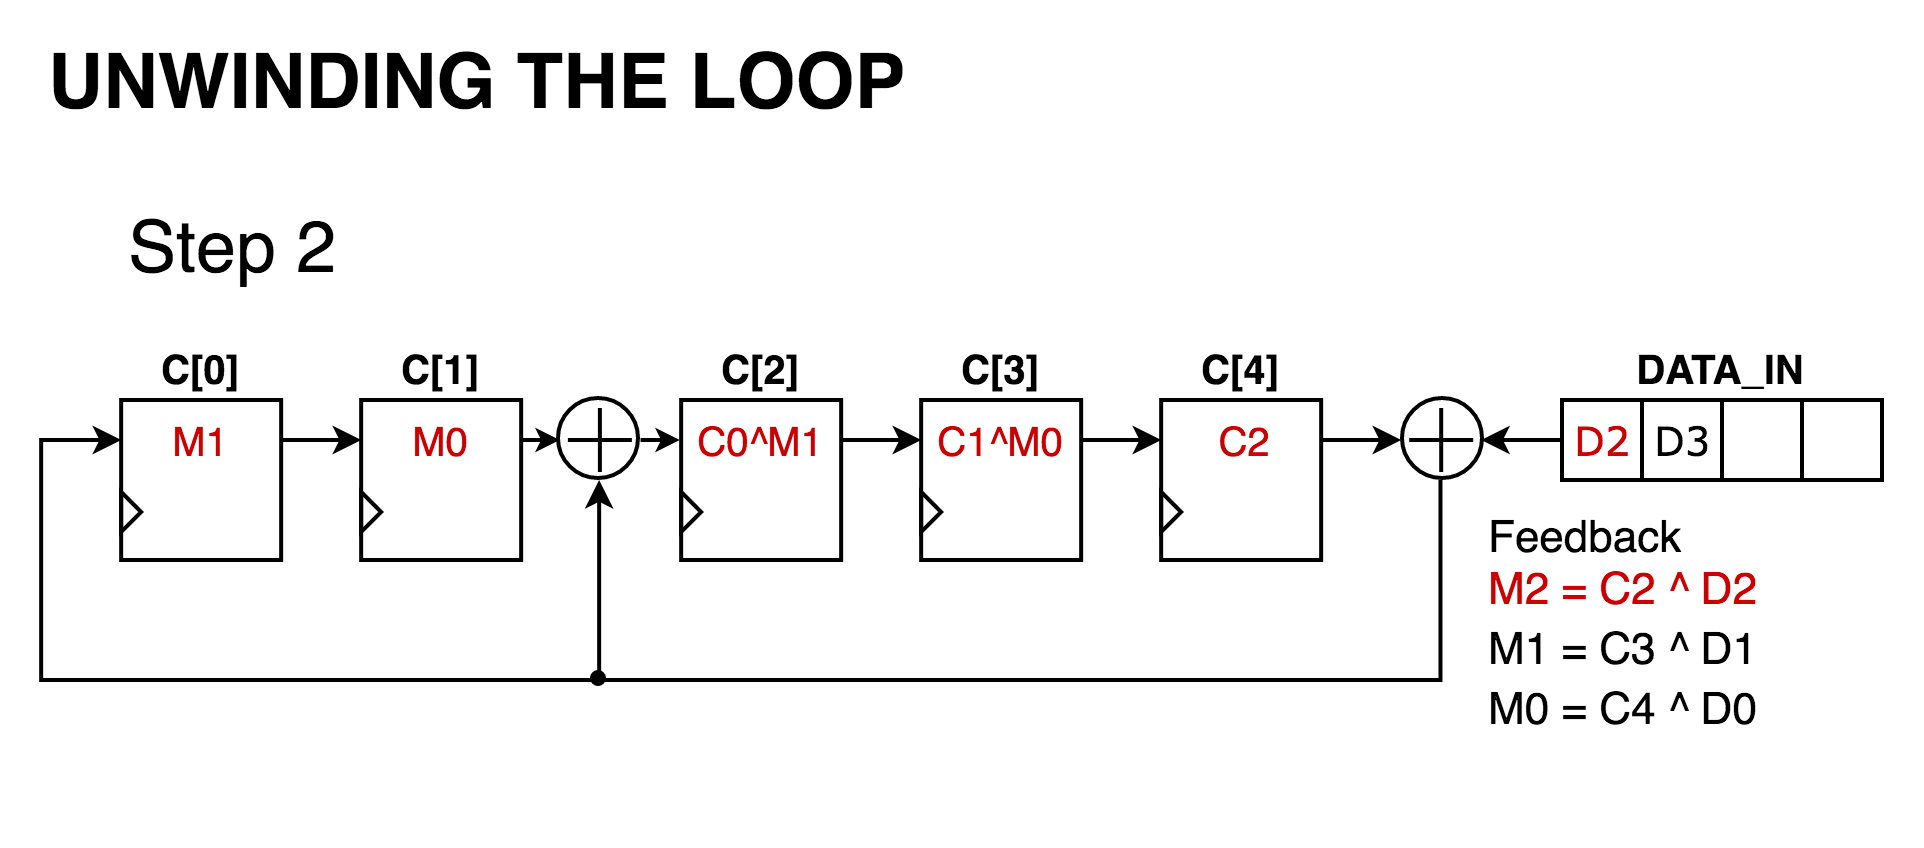 UNWINDING THE LOOP
Step 2
C[0] C[1] C[2] C[3] C[4] DATA_IN
M1 M0 C0^M1 C1^M0 C2 D2 D3
Feedback
M2 = C2 ^ D2
M1 = C3 ^ D1
M0 = C4 ^ D0